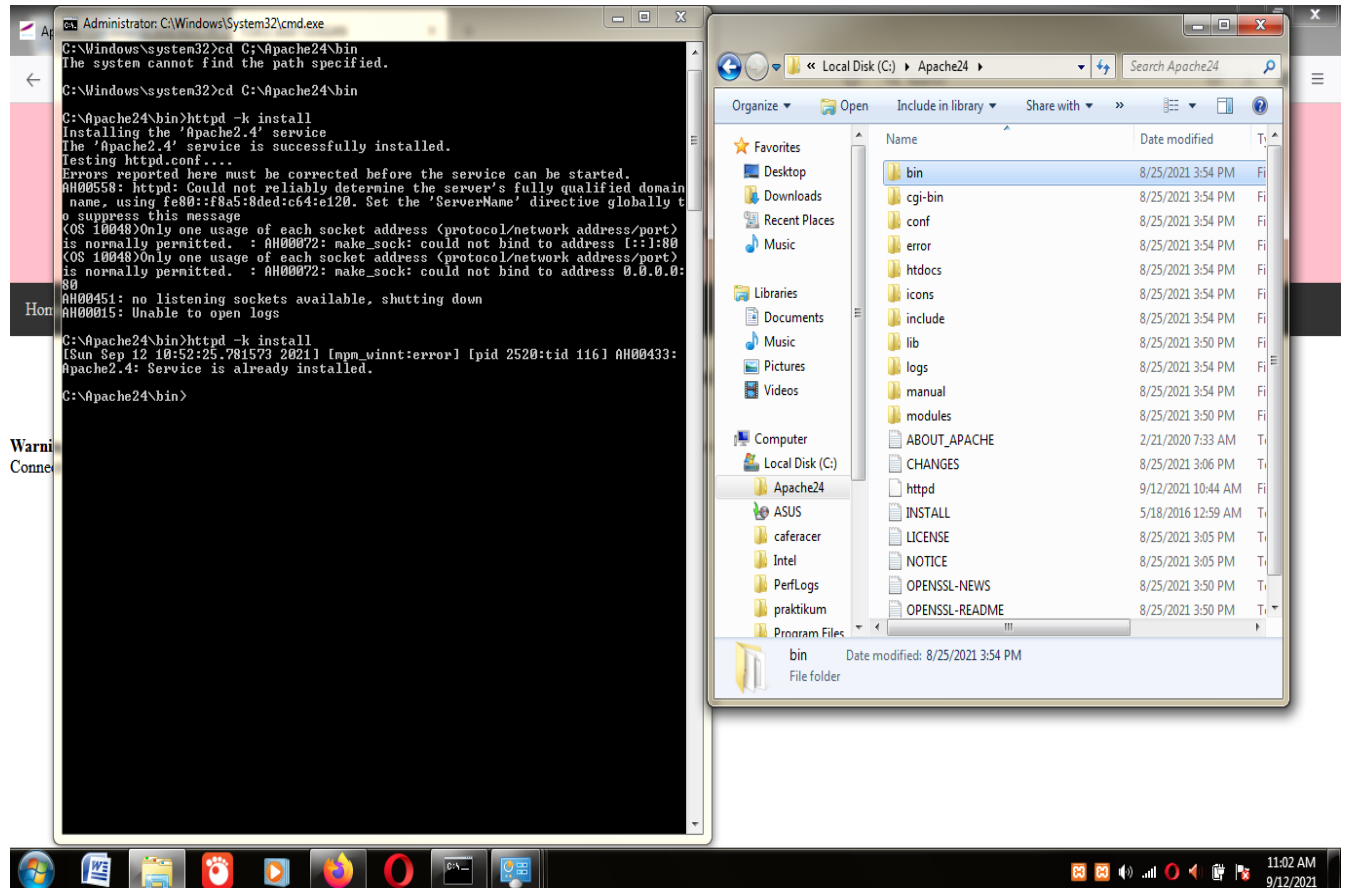 Administrator: C:\Windows\System32\cmd.exe
C:\Windows\system32>cd C;\Apache24\bin
The system cannot find the path specified.
C:\Windows\system32>cd C:\Apache24\bin
C:\Apache24\bin>httpd -k install
Installing the 'Apache2.4' service
The 'Apache2.4' service is successfully installed.
Testing httpd.conf....
Errors reported here must be corrected before the service can be started.
AH00558: httpd: Could not reliably determine the server's fully qualified domain
name, using fe80::f8a5:8ded:c64:e120. Set the 'ServerName' directive globally t
o suppress this message
(OS 10048)Only one usage of each socket address (protocol/network address/port)
is normally permitted.  : AH00072: make_sock: could not bind to address [::]:80
(OS 10048)Only one usage of each socket address (protocol/network address/port)
is normally permitted.  : AH00072: make_sock: could not bind to address 0.0.0.0:
80
AH00451: no listening sockets available, shutting down
AH00015: Unable to open logs
C:\Apache24\bin>httpd -k install
[Sun Sep 12 10:52:25.781573 2021] [mpm_winnt:error] [pid 2520:tid 116] AH00433:
Apache2.4: Service is already installed.
C:\Apache24\bin>
Local Disk (C:) Apache24
Search Apache24
Organize Open Include in library Share with »
Favorites
Desktop
Downloads
Recent Places
Music
Libraries
Documents
Music
Pictures
Videos
Computer
Local Disk (C:)
Apache24
ASUS
caferacer
Intel
PerfLogs
praktikum
Program Files
Name Date modified
bin 8/25/2021 3:54 PM
cgi-bin 8/25/2021 3:54 PM
conf 8/25/2021 3:54 PM
error 8/25/2021 3:54 PM
htdocs 8/25/2021 3:54 PM
icons 8/25/2021 3:54 PM
include 8/25/2021 3:54 PM
lib 8/25/2021 3:50 PM
logs 8/25/2021 3:54 PM
manual 8/25/2021 3:54 PM
modules 8/25/2021 3:50 PM
ABOUT_APACHE 2/21/2020 7:33 AM
CHANGES 8/25/2021 3:06 PM
httpd 9/12/2021 10:44 AM
INSTALL 5/18/2016 12:59 AM
LICENSE 8/25/2021 3:05 PM
NOTICE 8/25/2021 3:05 PM
OPENSSL-NEWS 8/25/2021 3:50 PM
OPENSSL-README 8/25/2021 3:50 PM
bin Date modified: 8/25/2021 3:54 PM
File folder
Hom
Warni
Connec
11:02 AM
9/12/2021